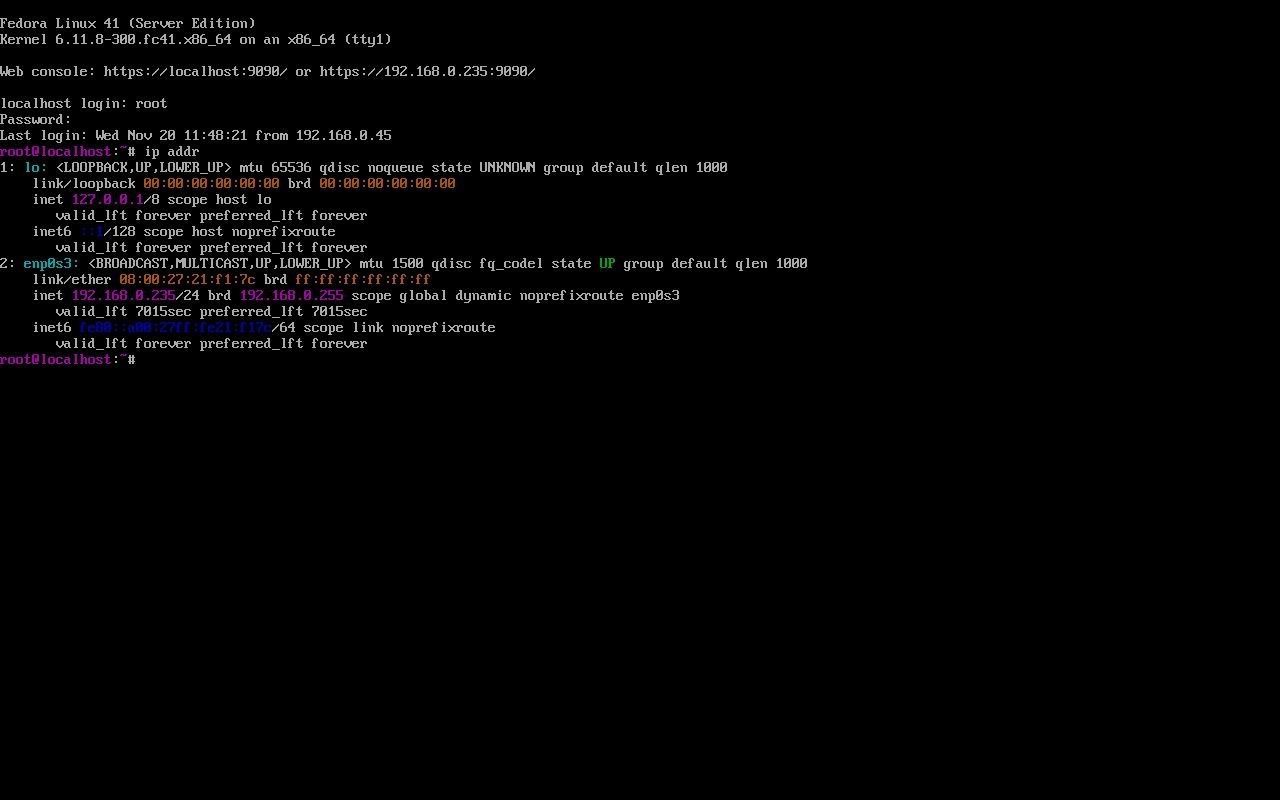 Fedora Linux 41 (Server Edition)
Kernel 6.11.8-300.fc41.x86_64 on an x86_64 (tty1)
Web console: https://localhost:9090/ or https://192.168.0.235:9090/
localhost login: root
Password:
Last login: Wed Nov 20 11:48:21 from 192.168.0.45
root@localhost:~# ip addr
1: lo: <LOOPBACK,UP,LOWER_UP> mtu 65536 qdisc noqueue state UNKNOWN group default qlen 1000
    link/loopback 00:00:00:00:00:00 brd 00:00:00:00:00:00
    inet 127.0.0.1/8 scope host lo
       valid_lft forever preferred_lft forever
    inet6 ::1/128 scope host noprefixroute
       valid_lft forever preferred_lft forever
2: enp0s3: <BROADCAST,MULTICAST,UP,LOWER_UP> mtu 1500 qdisc fq_codel state UP group default qlen 1000
    link/ether 08:00:27:21:f1:7c brd ff:ff:ff:ff:ff:ff
    inet 192.168.0.235/24 brd 192.168.0.255 scope global dynamic noprefixroute enp0s3
       valid_lft 7015sec preferred_lft 7015sec
    inet6 fe80::a00:27ff:fe21:f17c/64 scope link noprefixroute
       valid_lft forever preferred_lft forever
root@localhost:~#